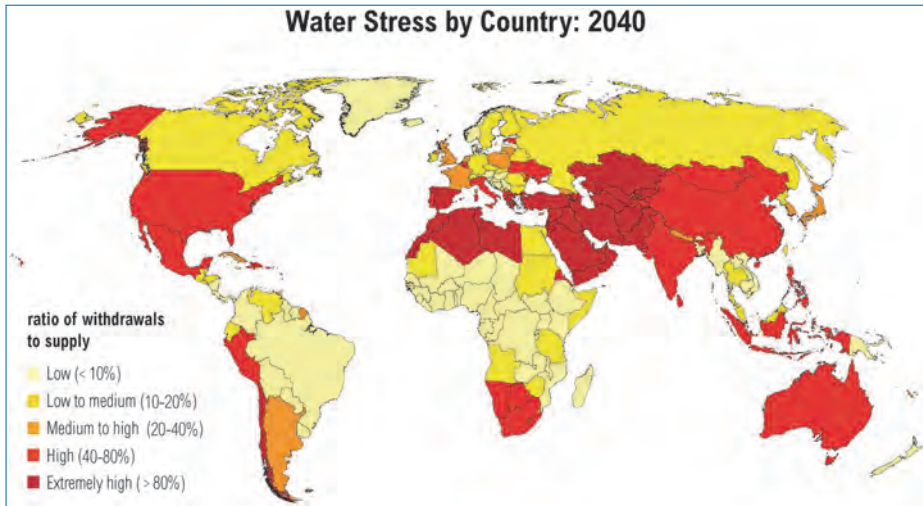 Water Stress by Country: 2040
ratio of withdrawals
to supply
Low (< 10%)
Low to medium (10-20%)
Medium to high (20-40%)
High (40-80%)
Extremely high (> 80%)